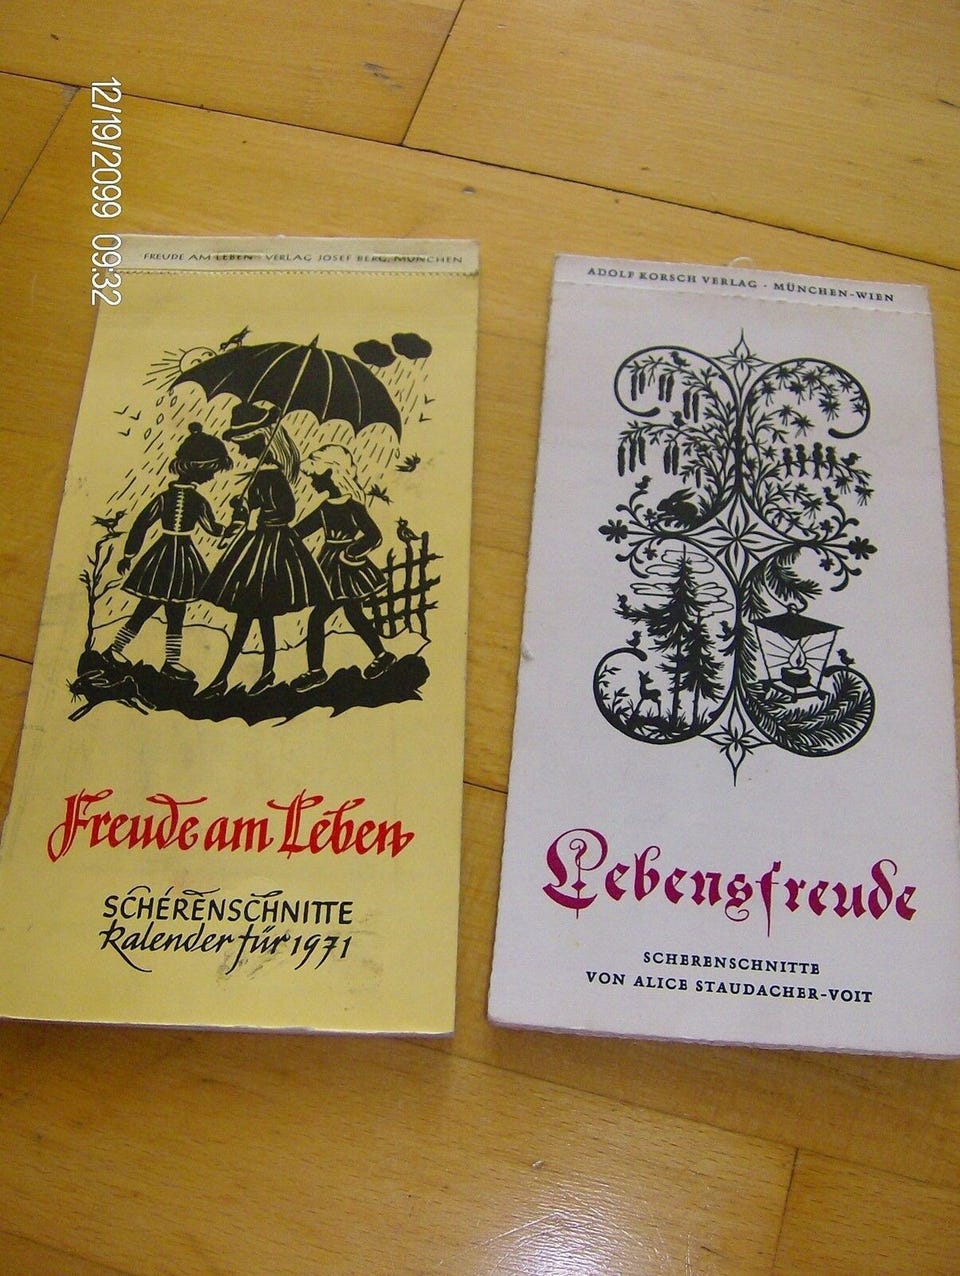 12/19/2099 09:32
FREUDE AM LEBEN · VERLAG JOSEF BERG, MÜNCHEN
Freude am Leben
SCHERENSCHNITTE
Kalender für 1971
ADOLF KORSCH VERLAG · MÜNCHEN-WIEN
Lebensfreude
SCHERENSCHNITTE
VON ALICE STAUDACHER-VOIT